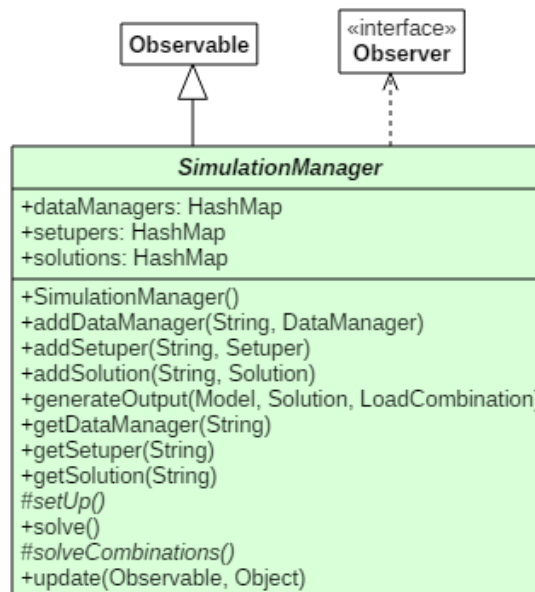 Observable
«interface»
Observer
SimulationManager
+dataManagers: HashMap
+setupers: HashMap
+solutions: HashMap
+SimulationManager()
+addDataManager(String, DataManager)
+addSetuper(String, Setuper)
+addSolution(String, Solution)
+generateOutput(Model, Solution, LoadCombination)
+getDataManager(String)
+getSetuper(String)
+getSolution(String)
#setUp()
+solve()
#solveCombinations()
+update(Observable, Object)